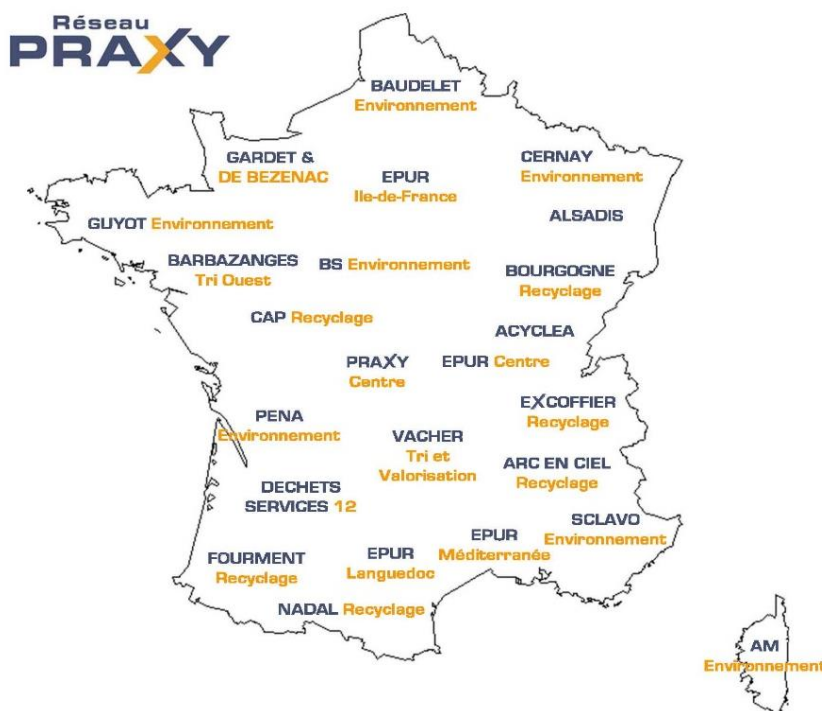 Réseau
PRAXY
BAUDELET
Environnement
GARDET &
DE BEZENAC
EPUR
Ile-de-France
CERNAY
Environnement
ALSADIS
GUYOT Environnement
BARBAZANGES
Tri Ouest
BS Environnement
BOURGOGNE
Recyclage
CAP Recyclage
ACYCLEA
PRAXY
Centre
EPUR Centre
EXCOFFIER
Recyclage
PENA
Environnement
VACHER
Tri et
Valorisation
ARC EN CIEL
Recyclage
DECHETS
SERVICES 12
SCLAVO
Environnement
EPUR
Méditerranée
FOURMENT
Recyclage
EPUR
Languedoc
NADAL Recyclage
AM
Environnement